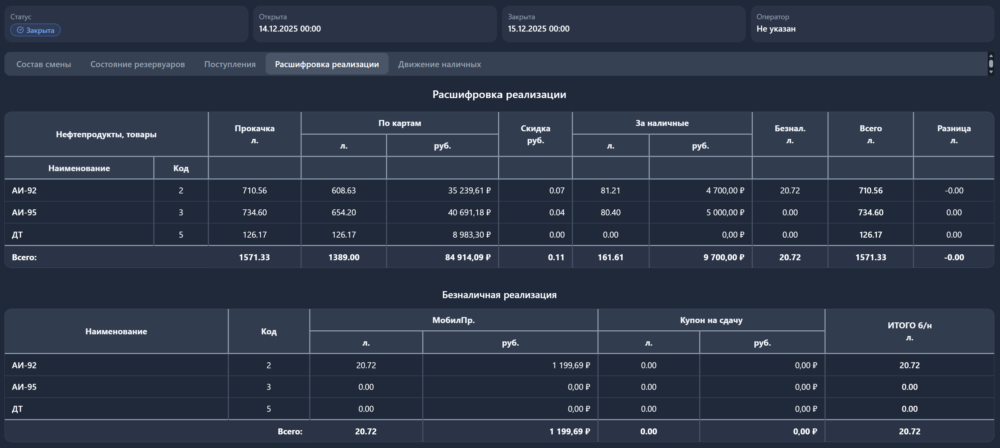 Статус
Закрыта
Открыта
14.12.2025 00:00
Закрыта
15.12.2025 00:00
Оператор
Не указан
Состав смены Состояние резервуаров Поступления Расшифровка реализации Движение наличных
Расшифровка реализации
Нефтепродукты, товары Прокачка л. По картам Скидка руб. За наличные Безнал. л. Всего л. Разница л.
л. руб. л. руб.
Наименование Код
АИ-92 2 710.56 608.63 35 239,61 ₽ 0.07 81.21 4 700,00 ₽ 20.72 710.56 -0.00
АИ-95 3 734.60 654.20 40 691,18 ₽ 0.04 80.40 5 000,00 ₽ 0.00 734.60 0.00
ДТ 5 126.17 126.17 8 983,30 ₽ 0.00 0.00 0,00 ₽ 0.00 126.17 0.00
Всего: 1571.33 1389.00 84 914,09 ₽ 0.11 161.61 9 700,00 ₽ 20.72 1571.33 -0.00
Безналичная реализация
Наименование Код МобилПр. Купон на сдачу ИТОГО б/н л.
л. руб. л. руб.
АИ-92 2 20.72 1 199,69 ₽ 0.00 0,00 ₽ 20.72
АИ-95 3 0.00 0,00 ₽ 0.00 0,00 ₽ 0.00
ДТ 5 0.00 0,00 ₽ 0.00 0,00 ₽ 0.00
Всего: 20.72 1 199,69 ₽ 0.00 0,00 ₽ 20.72